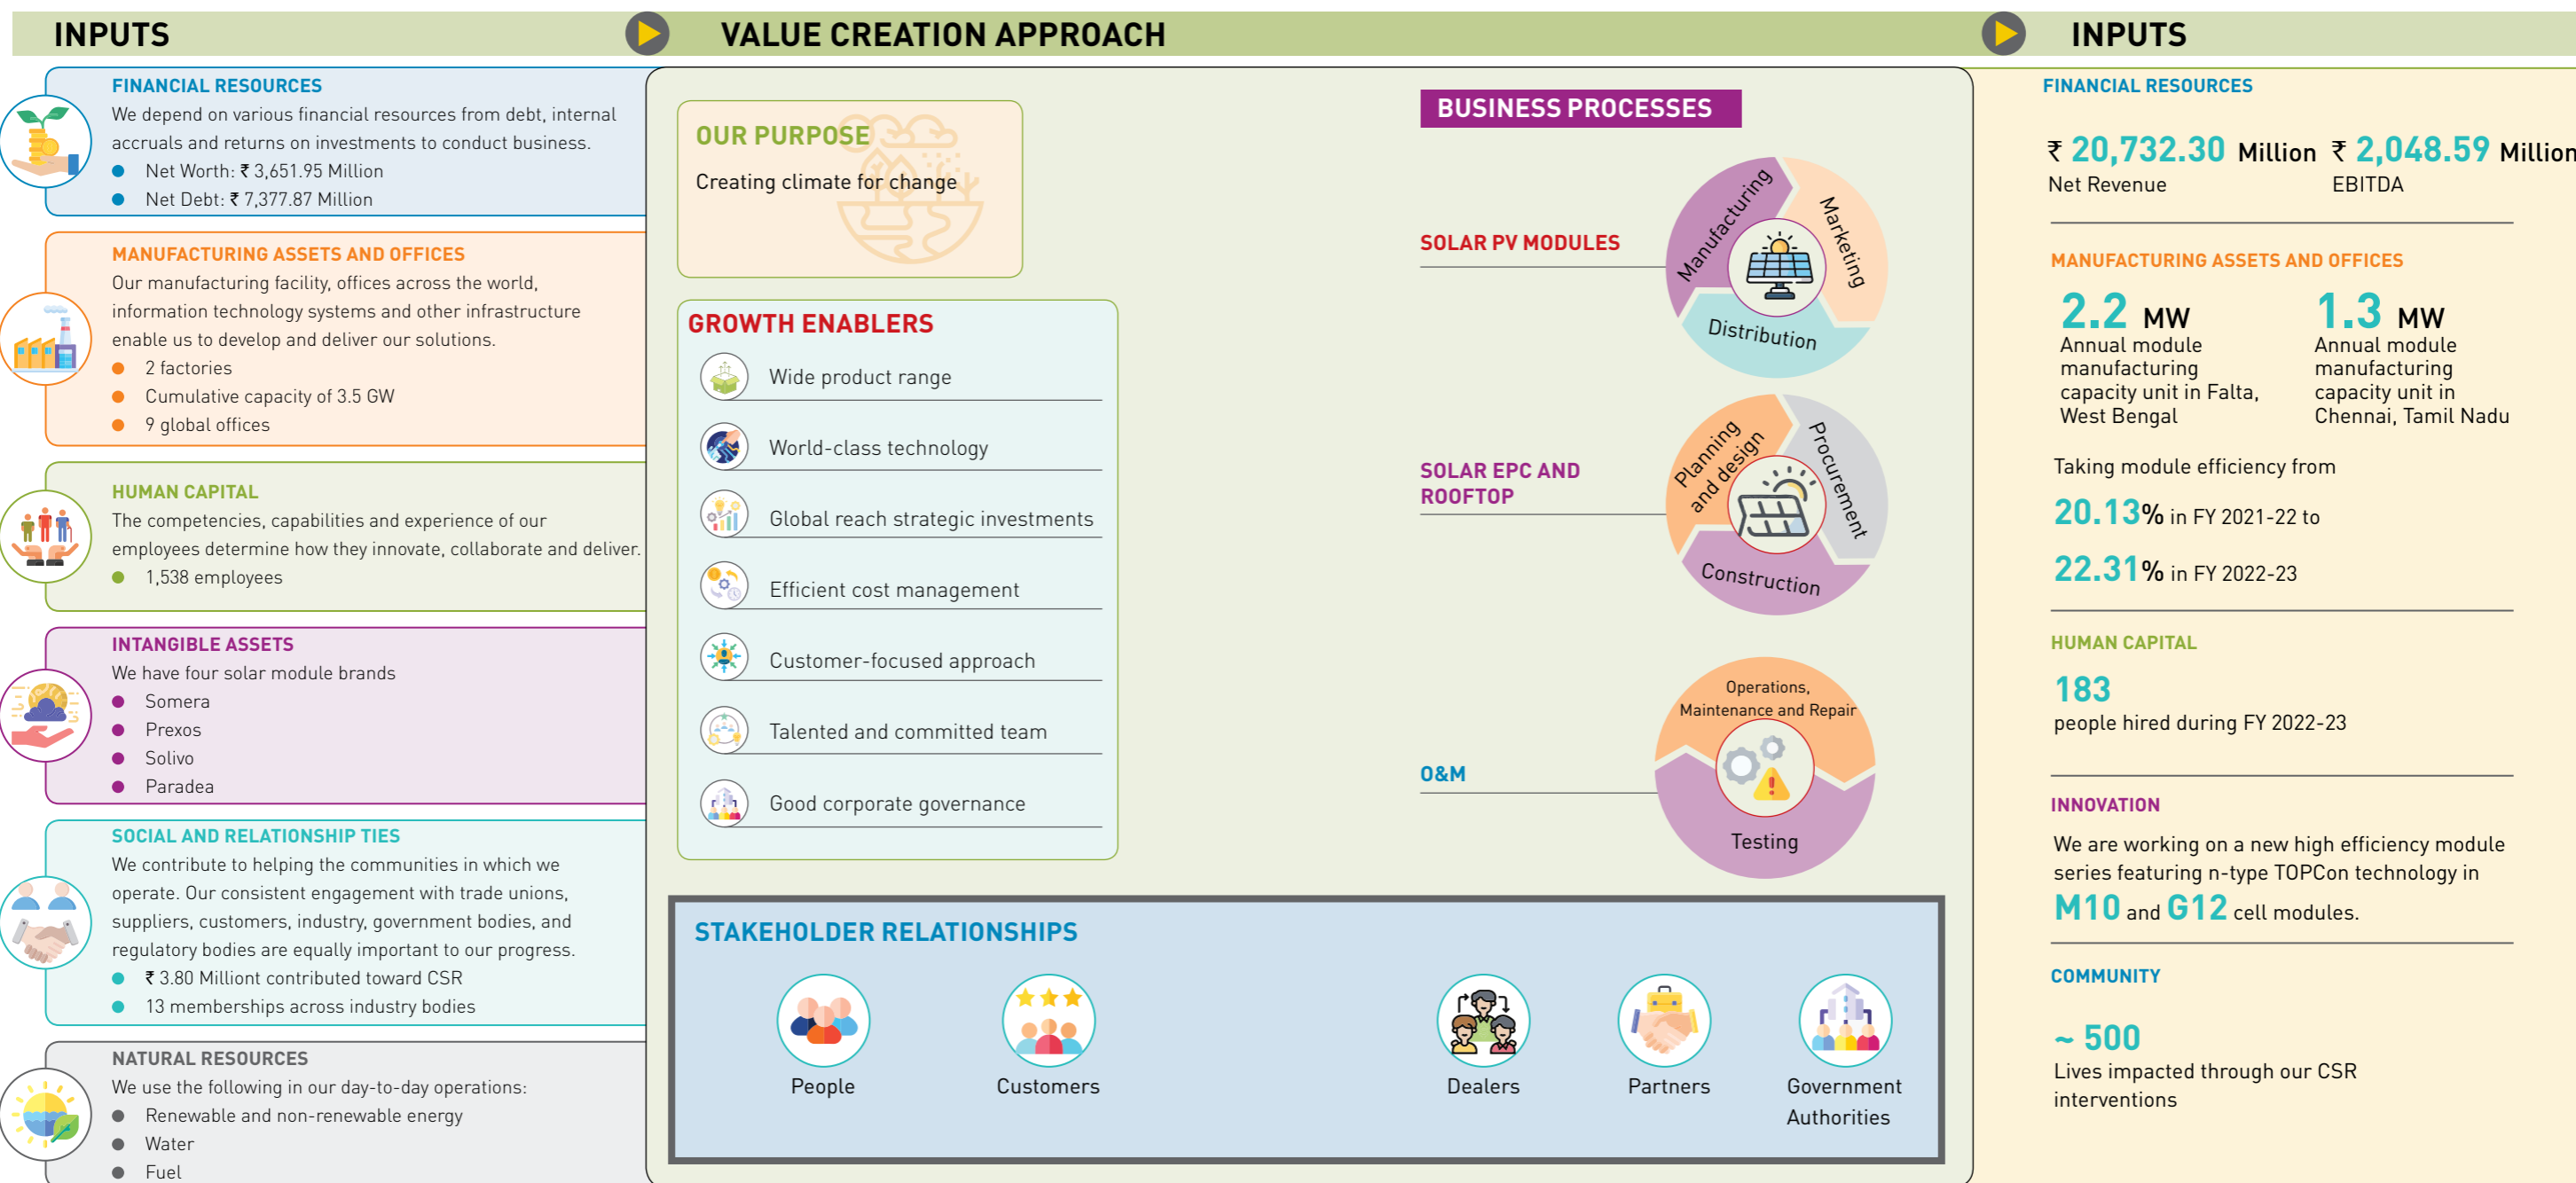 INPUTS
FINANCIAL RESOURCES
We depend on various financial resources from debt, internal
accruals and returns on investments to conduct business.
Net Worth: ₹ 3,651.95 Million
Net Debt: ₹ 7,377.87 Million
MANUFACTURING ASSETS AND OFFICES
Our manufacturing facility, offices across the world,
information technology systems and other infrastructure
enable us to develop and deliver our solutions.
2 factories
Cumulative capacity of 3.5 GW
9 global offices
HUMAN CAPITAL
The competencies, capabilities and experience of our
employees determine how they innovate, collaborate and deliver.
1,538 employees
INTANGIBLE ASSETS
We have four solar module brands
Somera
Prexos
Solivo
Paradea
SOCIAL AND RELATIONSHIP TIES
We contribute to helping the communities in which we
operate. Our consistent engagement with trade unions,
suppliers, customers, industry, government bodies, and
regulatory bodies are equally important to our progress.
₹ 3.80 Milliont contributed toward CSR
13 memberships across industry bodies
NATURAL RESOURCES
We use the following in our day-to-day operations:
Renewable and non-renewable energy
Water
Fuel
VALUE CREATION APPROACH
OUR PURPOSE
Creating climate for change
GROWTH ENABLERS
Wide product range
World-class technology
Global reach strategic investments
Efficient cost management
Customer-focused approach
Talented and committed team
Good corporate governance
BUSINESS PROCESSES
SOLAR PV MODULES
Manufacturing
Marketing
Distribution
SOLAR EPC AND
ROOFTOP
Planning
and design
Procurement
Construction
O&M
Operations,
Maintenance and Repair
Testing
STAKEHOLDER RELATIONSHIPS
People
Customers
Dealers
Partners
Government
Authorities
INPUTS
FINANCIAL RESOURCES
₹ 20,732.30 Million
Net Revenue
₹ 2,048.59 Million
EBITDA
MANUFACTURING ASSETS AND OFFICES
2.2 MW
Annual module
manufacturing
capacity unit in Falta,
West Bengal
1.3 MW
Annual module
manufacturing
capacity unit in
Chennai, Tamil Nadu
Taking module efficiency from
20.13% in FY 2021-22 to
22.31% in FY 2022-23
HUMAN CAPITAL
183
people hired during FY 2022-23
INNOVATION
We are working on a new high efficiency module
series featuring n-type TOPCon technology in
M10 and G12 cell modules.
COMMUNITY
~ 500
Lives impacted through our CSR
interventions